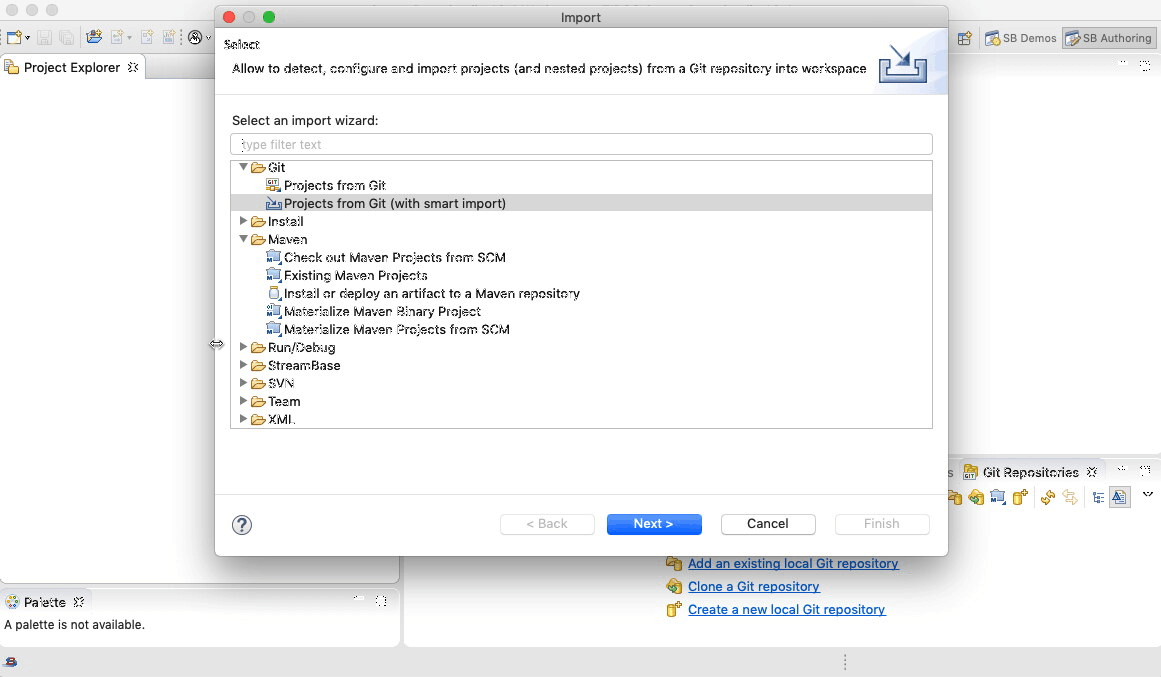 Import
SB Demos
SB Authoring
Project Explorer
Select
Allow to detect, configure and import projects (and nested projects) from a Git repository into workspace
Select an import wizard:
type filter text
Git
Projects from Git
Projects from Git (with smart import)
Install
Maven
Check out Maven Projects from SCM
Existing Maven Projects
Install or deploy an artifact to a Maven repository
Materialize Maven Binary Project
Materialize Maven Projects from SCM
Run/Debug
StreamBase
SVN
Team
XML
< Back
Next >
Cancel
Finish
Git Repositories
Add an existing local Git repository
Clone a Git repository
Create a new local Git repository
Palette
A palette is not available.